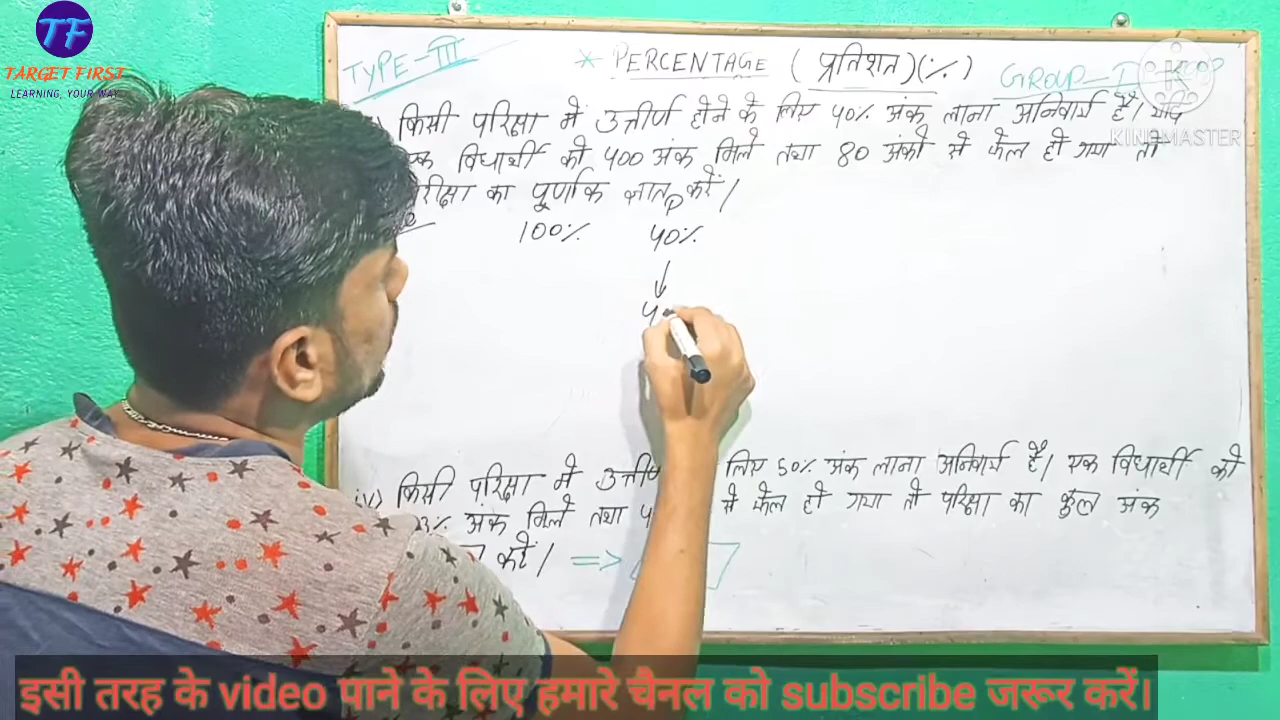 TF
TARGET FIRST
LEARNING, YOUR WAY
TYPE-III
* PERCENTAGE (प्रतिशत)(%)
GROUP-D
KINEMASTER
किसी परिक्षा में उत्तीर्ण होने के लिए 40% अंक लाना अनिवार्य है। यदि
एक विधार्थी को 400 अंक मिले तथा 80 अंको से फेल हो गया तो
परीक्षा का पूर्णांक ज्ञात करें।
100% 40%
iv) किसी परिक्षा में उत्तीर्ण लिए 50% अंक लाना अनिवार्य है। एक विधार्थी को
अंक मिले तथा से फेल हो गया तो परिक्षा का कुल अंक
करें। =>
इसी तरह के video पाने के लिए हमारे चैनल को subscribe जरूर करें।